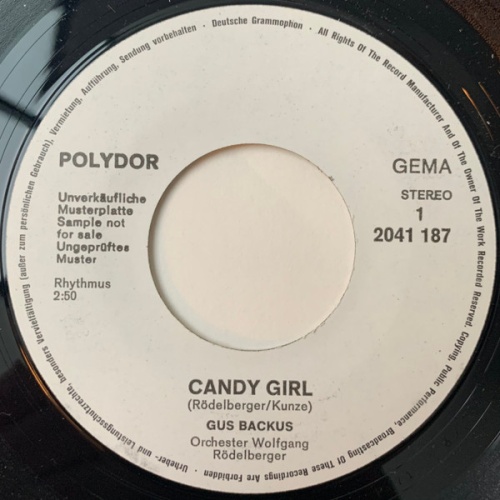 Urheber- und Leistungsschutzrechte, besonders Vervielfältigung (außer zum persönlichen Gebrauch), Vermietung, Aufführung, Sendung vorbehalten · Deutsche Grammophon · All Rights Of The Record Manufacturer And Of The Owner Of The Work Recorded Reserved. Copying, Public Performance, Broadcasting Of These Recordings Are Forbidden ·
POLYDOR
GEMA
Unverkäufliche
Musterplatte
Sample not
for sale
Ungeprüftes
Muster
STEREO
1
2041 187
Rhythmus
2:50
CANDY GIRL
(Rödelberger/Kunze)
GUS BACKUS
Orchester Wolfgang
Rödelberger